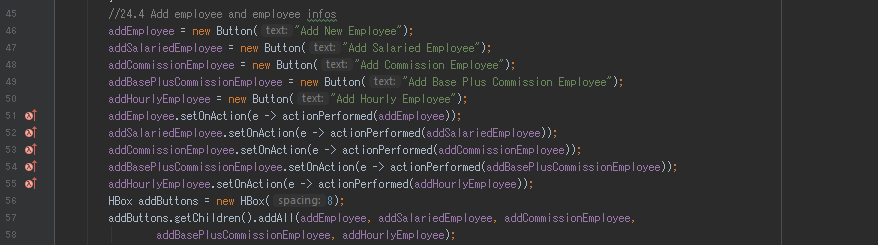 45 //24.4 Add employee and employee infos
46 addEmployee = new Button( text: "Add New Employee");
47 addSalariedEmployee = new Button( text: "Add Salaried Employee");
48 addCommissionEmployee = new Button( text: "Add Commission Employee");
49 addBasePlusCommissionEmployee = new Button( text: "Add Base Plus Commission Employee");
50 addHourlyEmployee = new Button( text: "Add Hourly Employee");
51 addEmployee.setOnAction(e -> actionPerformed(addEmployee));
52 addSalariedEmployee.setOnAction(e -> actionPerformed(addSalariedEmployee));
53 addCommissionEmployee.setOnAction(e -> actionPerformed(addCommissionEmployee));
54 addBasePlusCommissionEmployee.setOnAction(e -> actionPerformed(addBasePlusCommissionEmployee));
55 addHourlyEmployee.setOnAction(e -> actionPerformed(addHourlyEmployee));
56 HBox addButtons = new HBox( spacing: 8);
57 addButtons.getChildren().addAll(addEmployee, addSalariedEmployee, addCommissionEmployee,
58 addBasePlusCommissionEmployee, addHourlyEmployee);